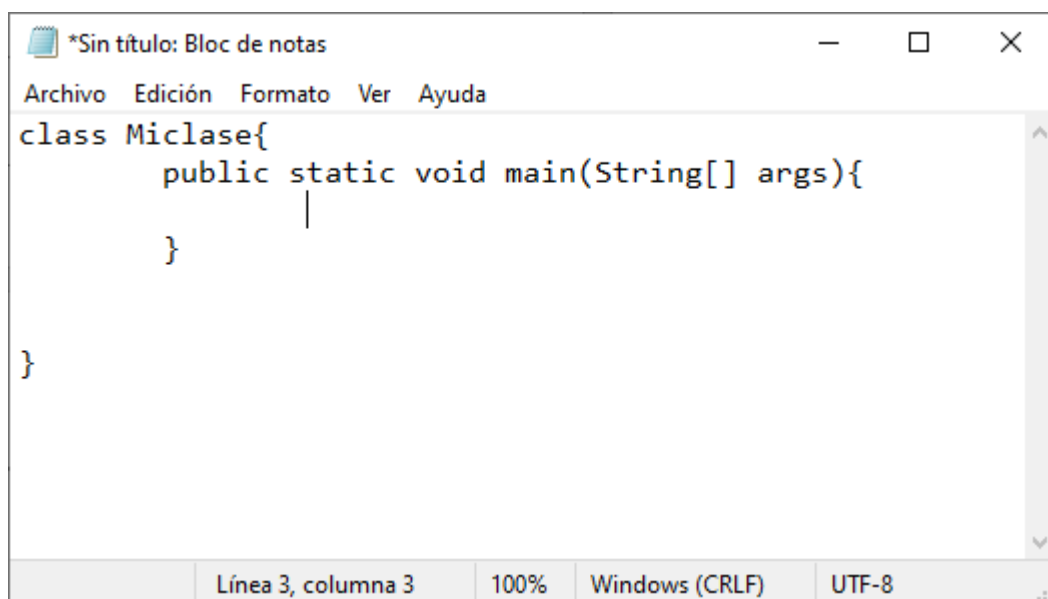 *Sin título: Bloc de notas
Archivo Edición Formato Ver Ayuda
class Miclase{
public static void main(String[] args){
}
}
Línea 3, columna 3 100% Windows (CRLF) UTF-8